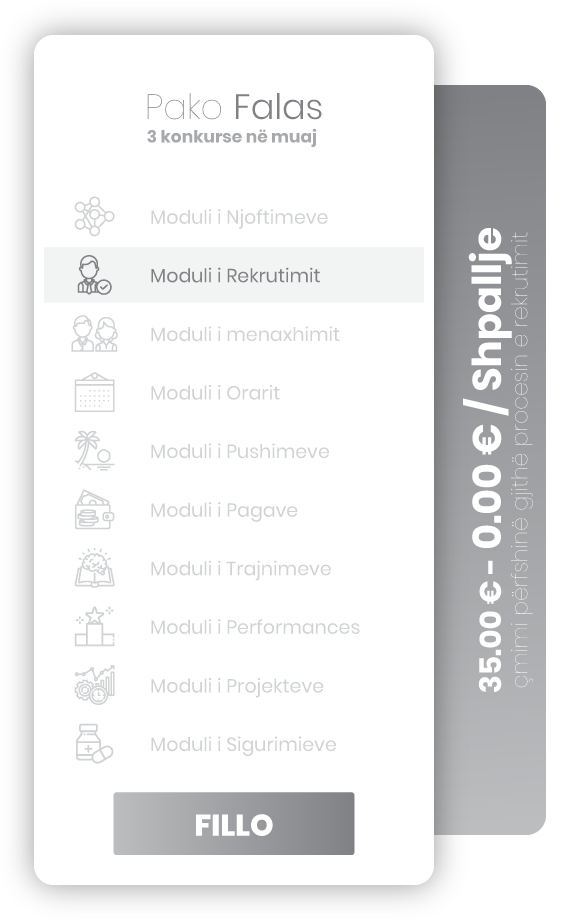 Pako Falas
3 konkurse në muaj
Moduli i Njoftimeve
Moduli i Rekrutimit
Moduli i menaxhimit
Moduli i Orarit
Moduli i Pushimeve
Moduli i Pagave
Moduli i Trajnimeve
Moduli i Performances
Moduli i Projekteve
Moduli i Sigurimieve
FILLO
35.00 € - 0.00 € / Shpallje
çmimi përfshinë gjithë procesin e rekrutimit